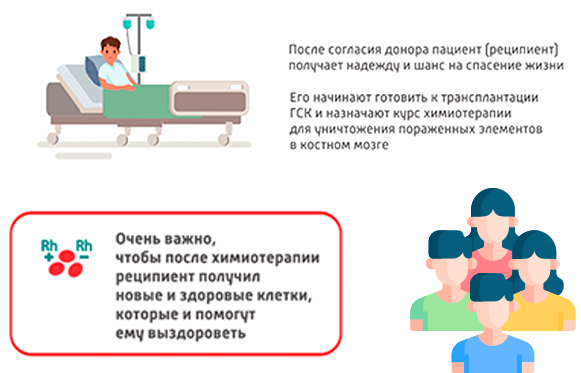 После согласия донора пациент (реципиент)
получает надежду и шанс на спасение жизни
Его начинают готовить к трансплантации
ГСК и назначают курс химиотерапии
для уничтожения пораженных элементов
в костном мозге
Rh Rh
+ –
Очень важно,
чтобы после химиотерапии
реципиент получил
новые и здоровые клетки,
которые и помогут
ему выздороветь